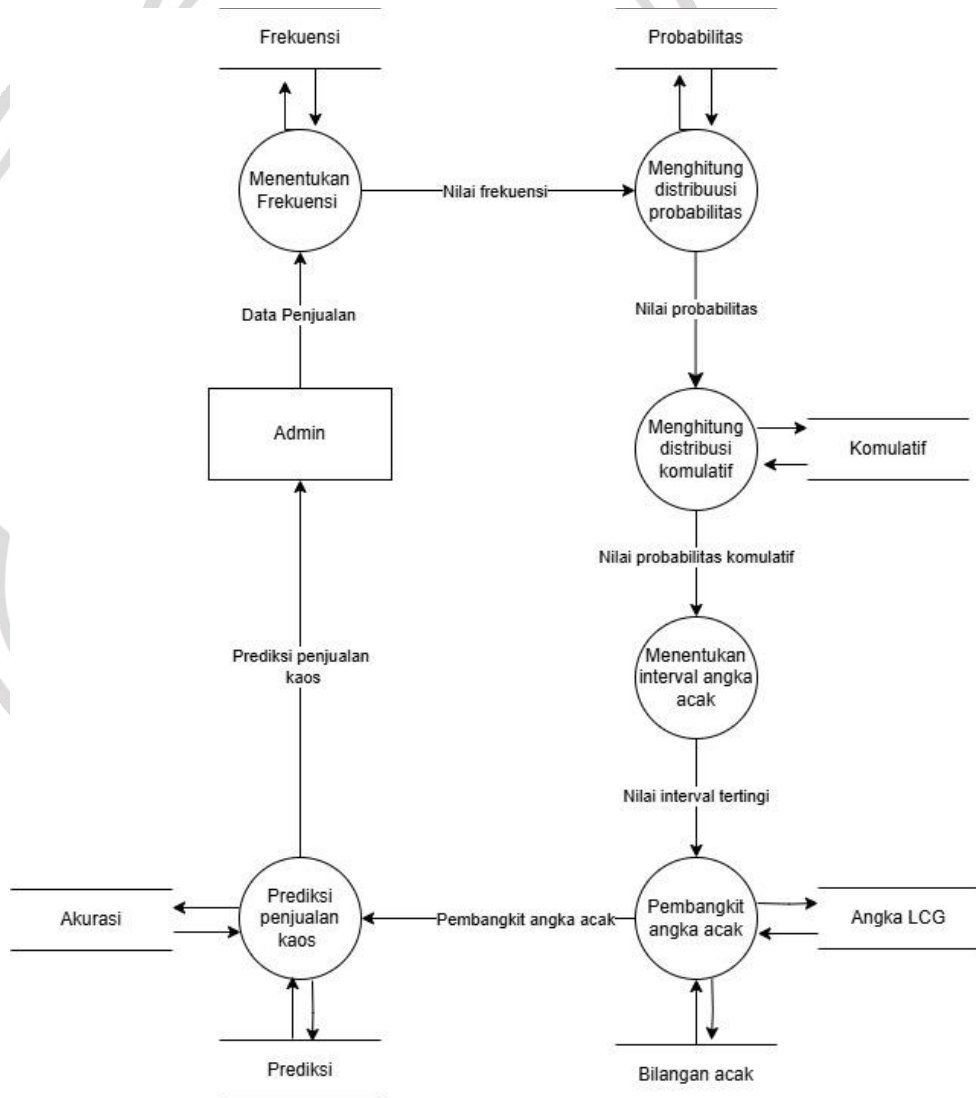 Frekuensi
Probabilitas
Menentukan
Frekuensi
Nilai frekuensi
Menghitung
distribuusi
probabilitas
Data Penjualan
Nilai probabilitas
Admin
Menghitung
distribusi
komulatif
Komulatif
Nilai probabilitas komulatif
Prediksi penjualan
kaos
Menentukan
interval angka
acak
Nilai interval tertingi
Akurasi
Prediksi
penjualan
kaos
Pembangkit angka acak
Pembangkit
angka acak
Angka LCG
Prediksi
Bilangan acak